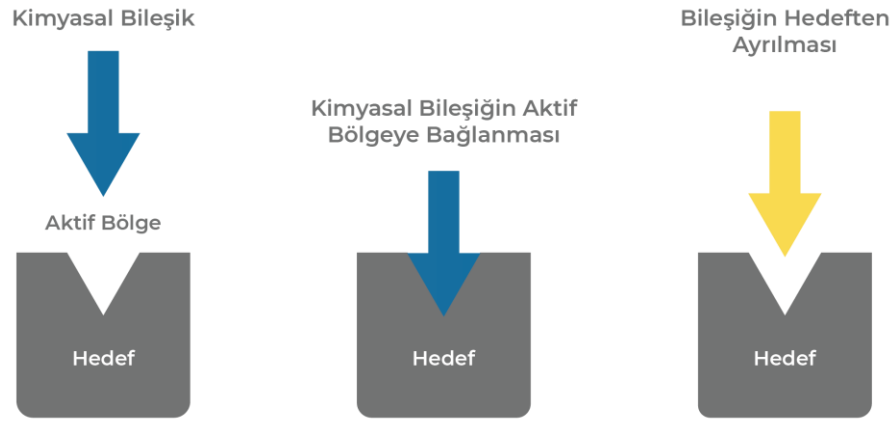 Kimyasal Bileşik
Aktif Bölge
Hedef
Kimyasal Bileşiğin Aktif
Bölgeye Bağlanması
Hedef
Bileşiğin Hedeften
Ayrılması
Hedef